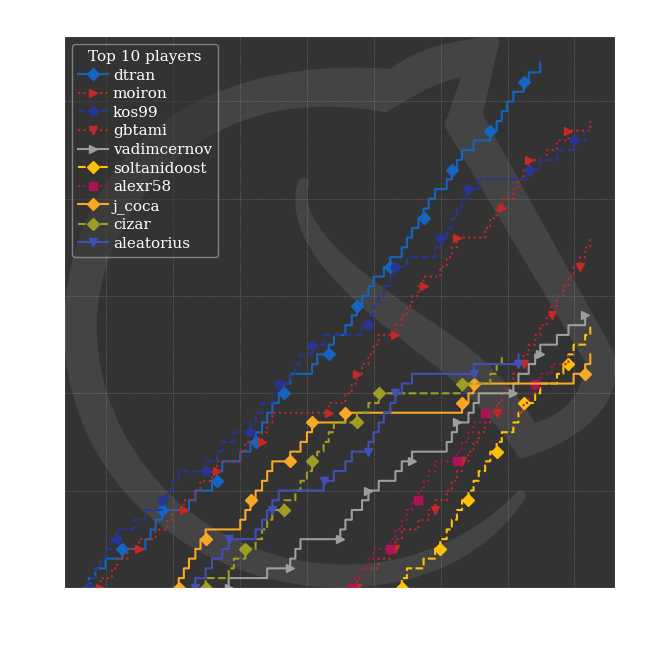 Top 10 players
dtran
moiron
kos99
gbtami
vadimcernov
soltanidoost
alexr58
j_coca
cizar
aleatorius